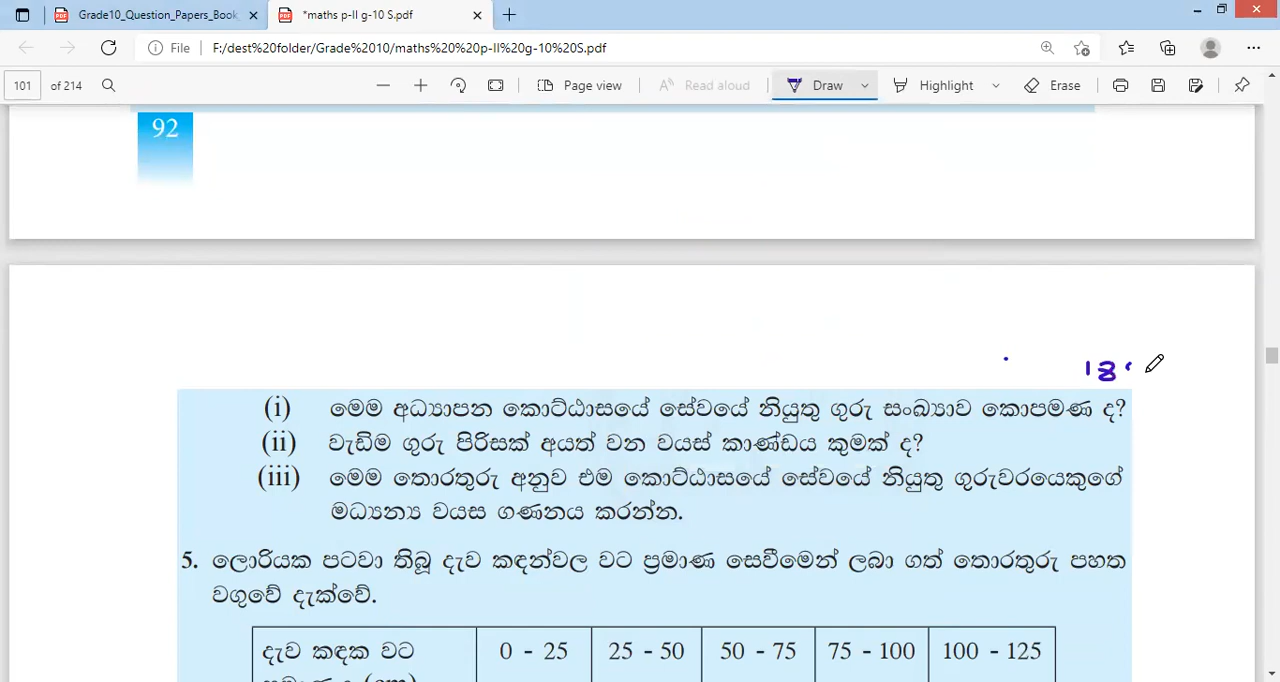 Grade10_Question_Papers_Book_
*maths p-II g-10 S.pdf
File F:/dest%20folder/Grade%2010/maths%20%20p-II%20g-10%20S.pdf
101 of 214 Page view Read aloud Draw Highlight Erase
92
18
(i) මෙම අධ්‍යාපන කොට්ඨාසයේ සේවයේ නියුතු ගුරු සංඛ්‍යාව කොපමණ ද?
(ii) වැඩිම ගුරු පිරිසක් අයත් වන වයස් කාණ්ඩය කුමක් ද?
(iii) මෙම තොරතුරු අනුව එම කොට්ඨාසයේ සේවයේ නියුතු ගුරුවරයෙකුගේ
මධ්‍යන්‍ය වයස ගණනය කරන්න.
5. ලොරියක පටවා තිබූ දැව කඳන්වල වට ප්‍රමාණ සෙවීමෙන් ලබා ගත් තොරතුරු පහත
වගුවේ දැක්වේ.
දැව කඳක වට 0 - 25 25 - 50 50 - 75 75 - 100 100 - 125